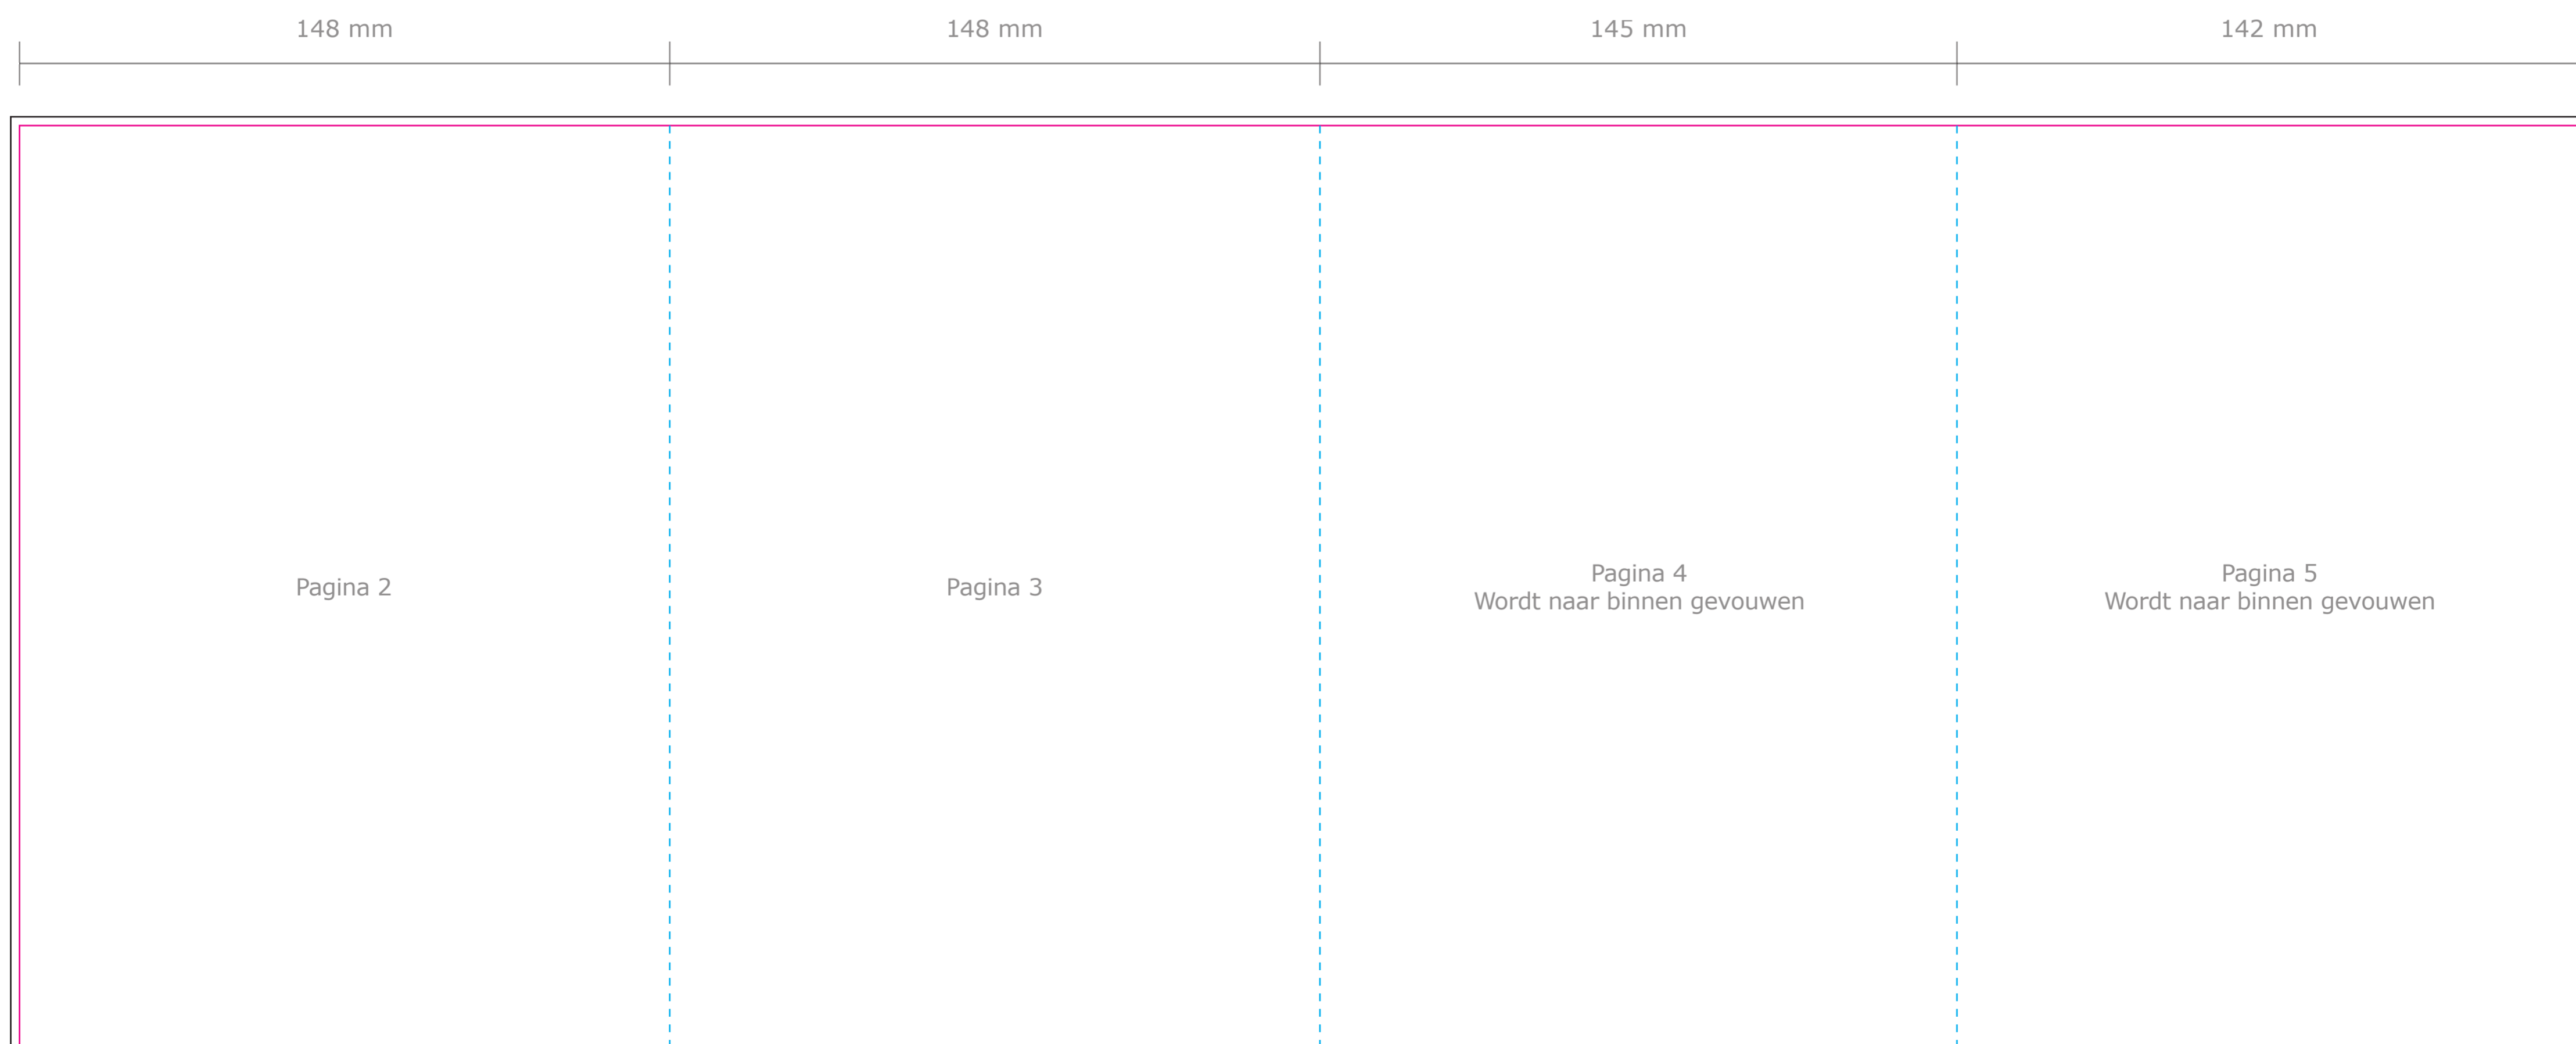 148 mm
148 mm
145 mm
142 mm
Pagina 2
Pagina 3
Pagina 4
Wordt naar binnen gevouwen
Pagina 5
Wordt naar binnen gevouwen